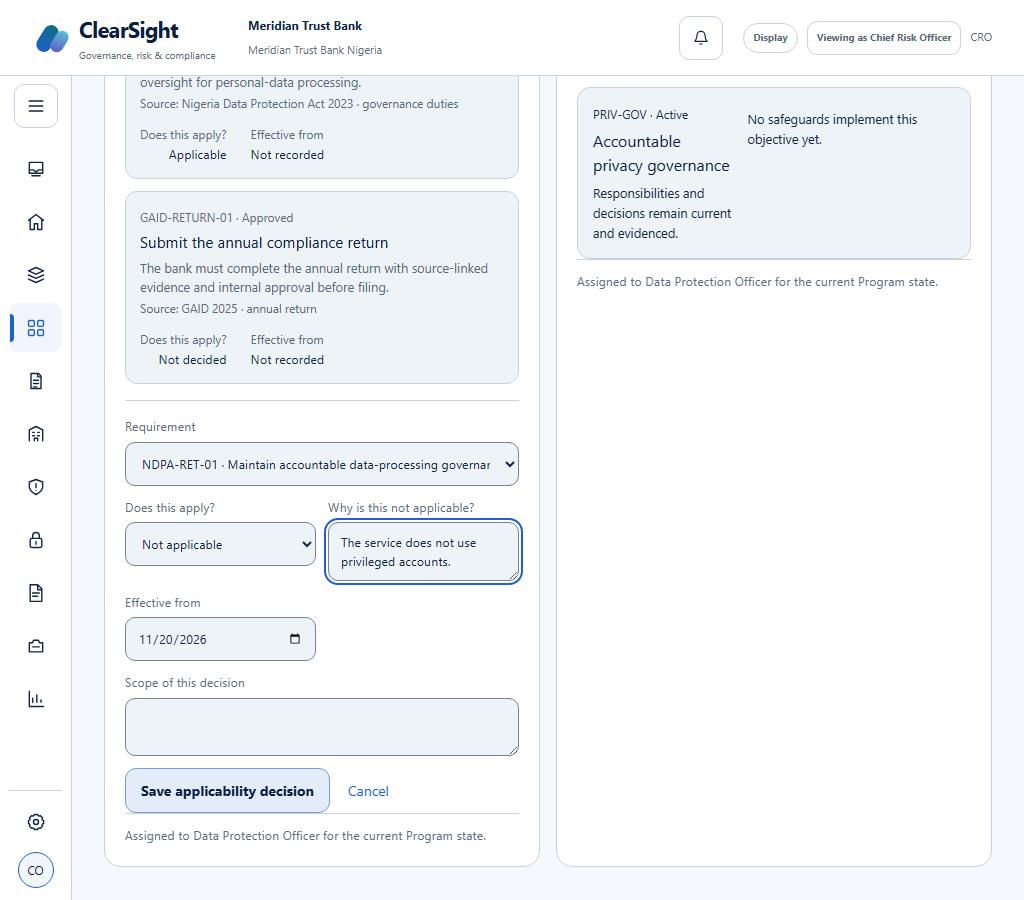 ClearSight
Governance, risk & compliance
Meridian Trust Bank
Meridian Trust Bank Nigeria
Display
Viewing as Chief Risk Officer
CRO
oversight for personal-data processing.
Source: Nigeria Data Protection Act 2023 · governance duties
Does this apply? Effective from
Applicable Not recorded
GAID-RETURN-01 · Approved
Submit the annual compliance return
The bank must complete the annual return with source-linked
evidence and internal approval before filing.
Source: GAID 2025 · annual return
Does this apply? Effective from
Not decided Not recorded
Requirement
NDPA-RET-01 · Maintain accountable data-processing governar
Does this apply? Why is this not applicable?
Not applicable
The service does not use
privileged accounts.
Effective from
11/20/2026
Scope of this decision
Save applicability decision Cancel
Assigned to Data Protection Officer for the current Program state.
PRIV-GOV · Active
Accountable
privacy governance
Responsibilities and
decisions remain current
and evidenced.
No safeguards implement this
objective yet.
Assigned to Data Protection Officer for the current Program state.
CO